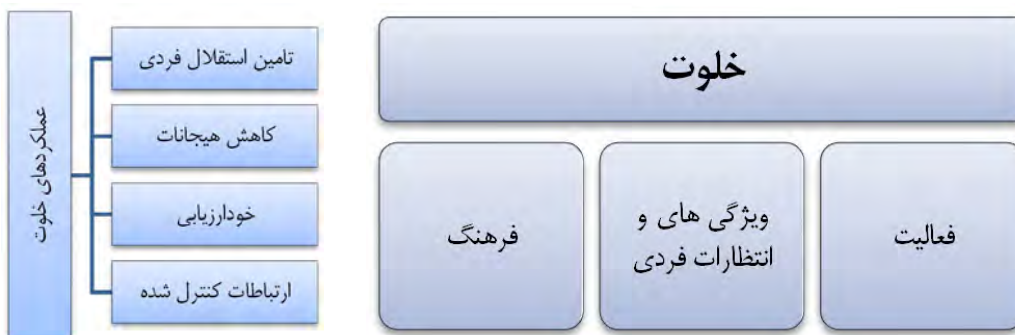 خلوت
فعالیت
ویژگی های و
انتظارات فردی
فرهنگ
عملکردهای خلوت
تامین استقلال فردی
کاهش هیجانات
خودارزیابی
ارتباطات کنترل شده